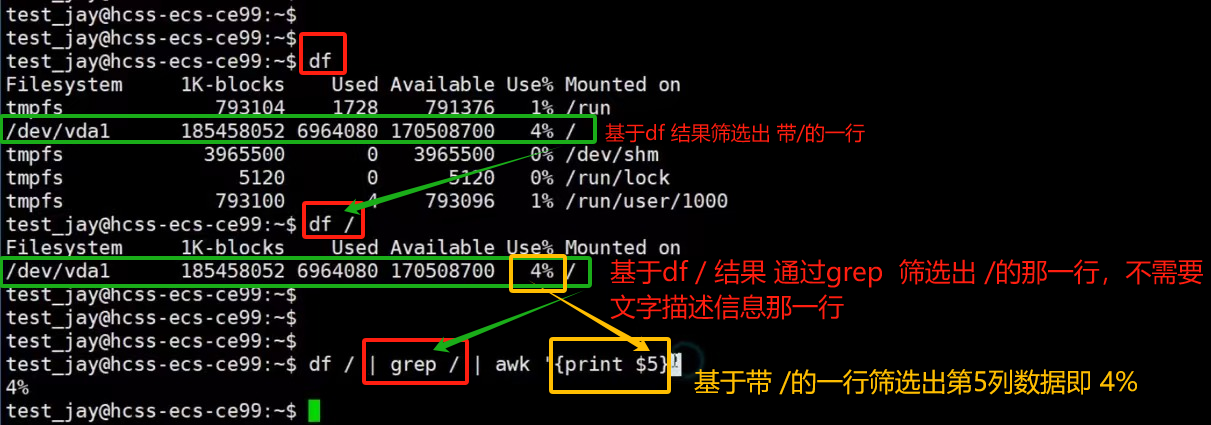 test_jay@hcss-ecs-ce99:~$
test_jay@hcss-ecs-ce99:~$
test_jay@hcss-ecs-ce99:~$ df
Filesystem 1K-blocks Used Available Use% Mounted on
tmpfs 793104 1728 791376 1% /run
/dev/vda1 185458052 6964080 170508700 4% /
基于df 结果筛选出 带/的一行
tmpfs 3965500 0 3965500 0% /dev/shm
tmpfs 5120 0 5120 0% /run/lock
tmpfs 793100 4 793096 1% /run/user/1000
test_jay@hcss-ecs-ce99:~$ df /
Filesystem 1K-blocks Used Available Use% Mounted on
/dev/vda1 185458052 6964080 170508700 4% /
基于df / 结果 通过grep 筛选出 /的那一行，不需要
文字描述信息那一行
test_jay@hcss-ecs-ce99:~$
test_jay@hcss-ecs-ce99:~$
test_jay@hcss-ecs-ce99:~$
test_jay@hcss-ecs-ce99:~$ df / | grep / | awk '{print $5}'
基于带 /的一行筛选出第5列数据即 4%
4%
test_jay@hcss-ecs-ce99:~$